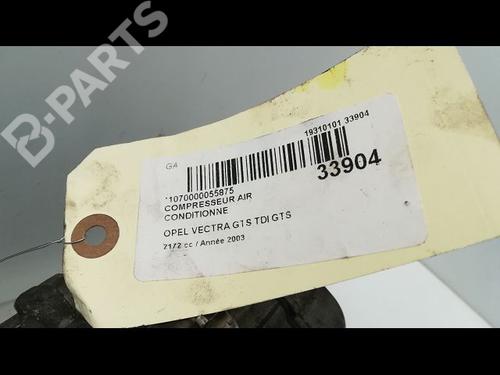 B-PARTS
GA
19310101 33904
33904
*1070000055875
COMPRESSEUR AIR
CONDITIONNE
OPEL VECTRA GTS TDI GTS
2172 cc / Année 2003